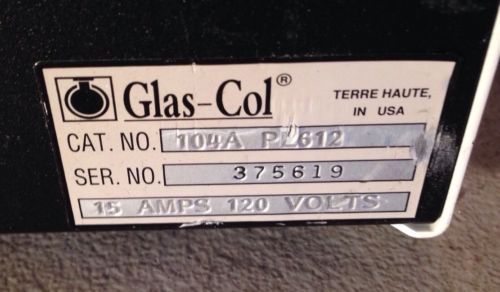 Glas-Col®
TERRE HAUTE,
IN USA
CAT. NO. 104A PL612
SER. NO. 375619
15 AMPS 120 VOLTS